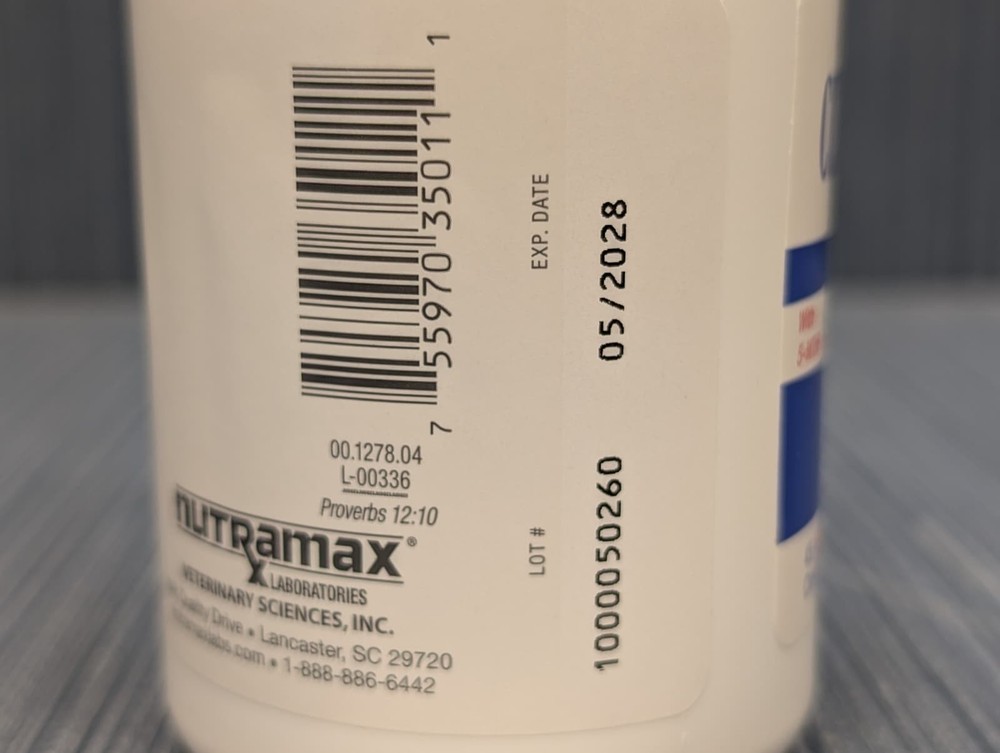 7 55970 35011 1
00.1278.04
L-00336
Proverbs 12:10
nutramax®
LABORATORIES
VETERINARY SCIENCES, INC.
Quality Drive • Lancaster, SC 29720
• 1-888-886-6442
EXP. DATE
05/2028
LOT #
1000050260